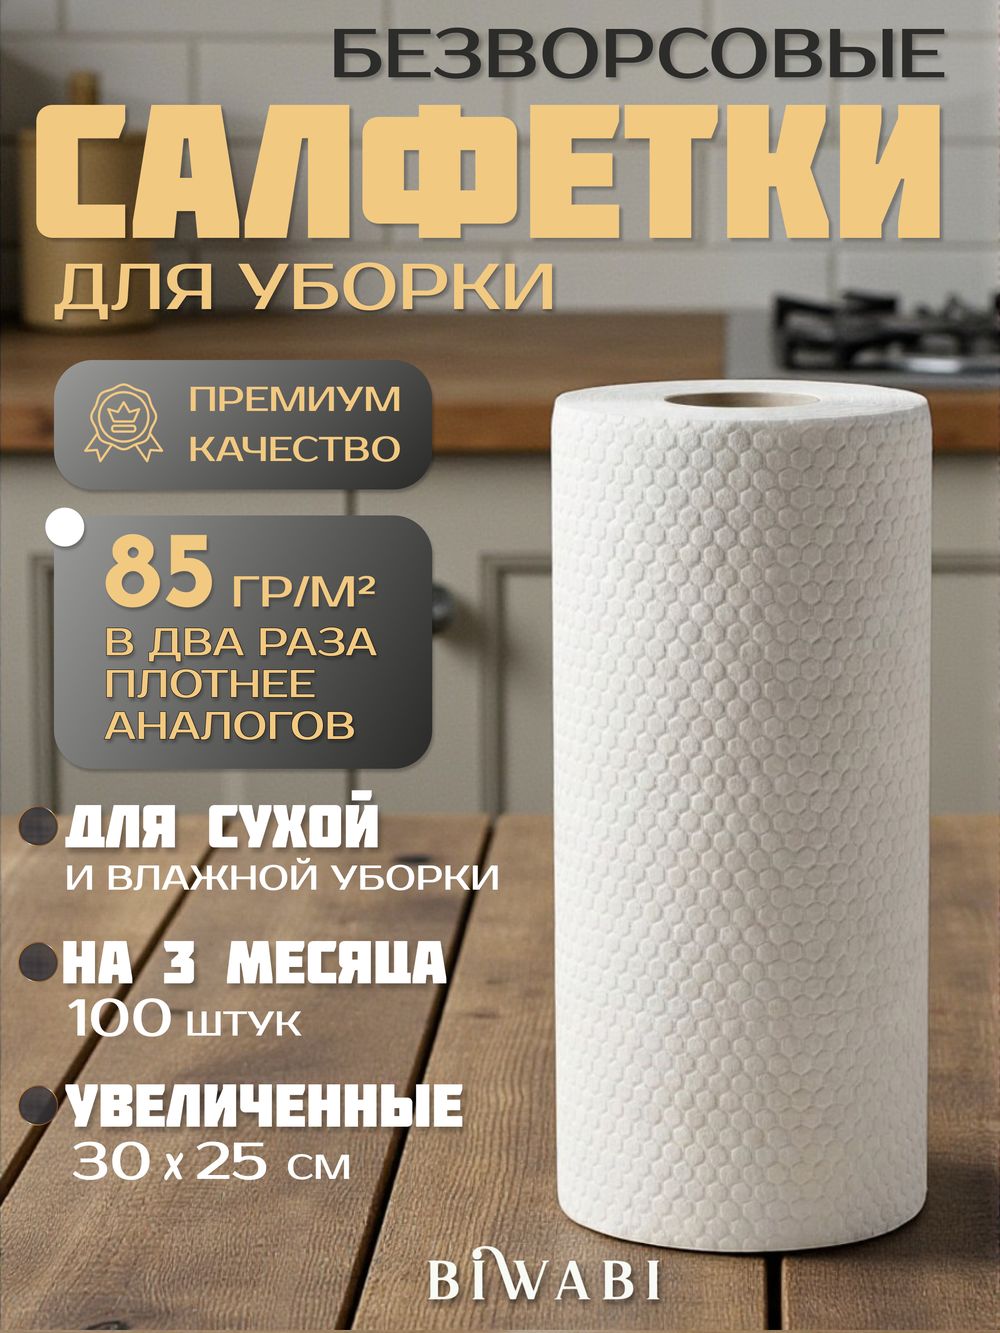 БЕЗВОРСОВЫЕ
САЛФЕТКИ
ДЛЯ УБОРКИ
ПРЕМИУМ
КАЧЕСТВО
85 ГР/М²
В ДВА РАЗА
ПЛОТНЕЕ
АНАЛОГОВ
ДЛЯ СУХОЙ
И ВЛАЖНОЙ УБОРКИ
НА 3 МЕСЯЦА
100 ШТУК
УВЕЛИЧЕННЫЕ
30 х 25 СМ
BIWABI